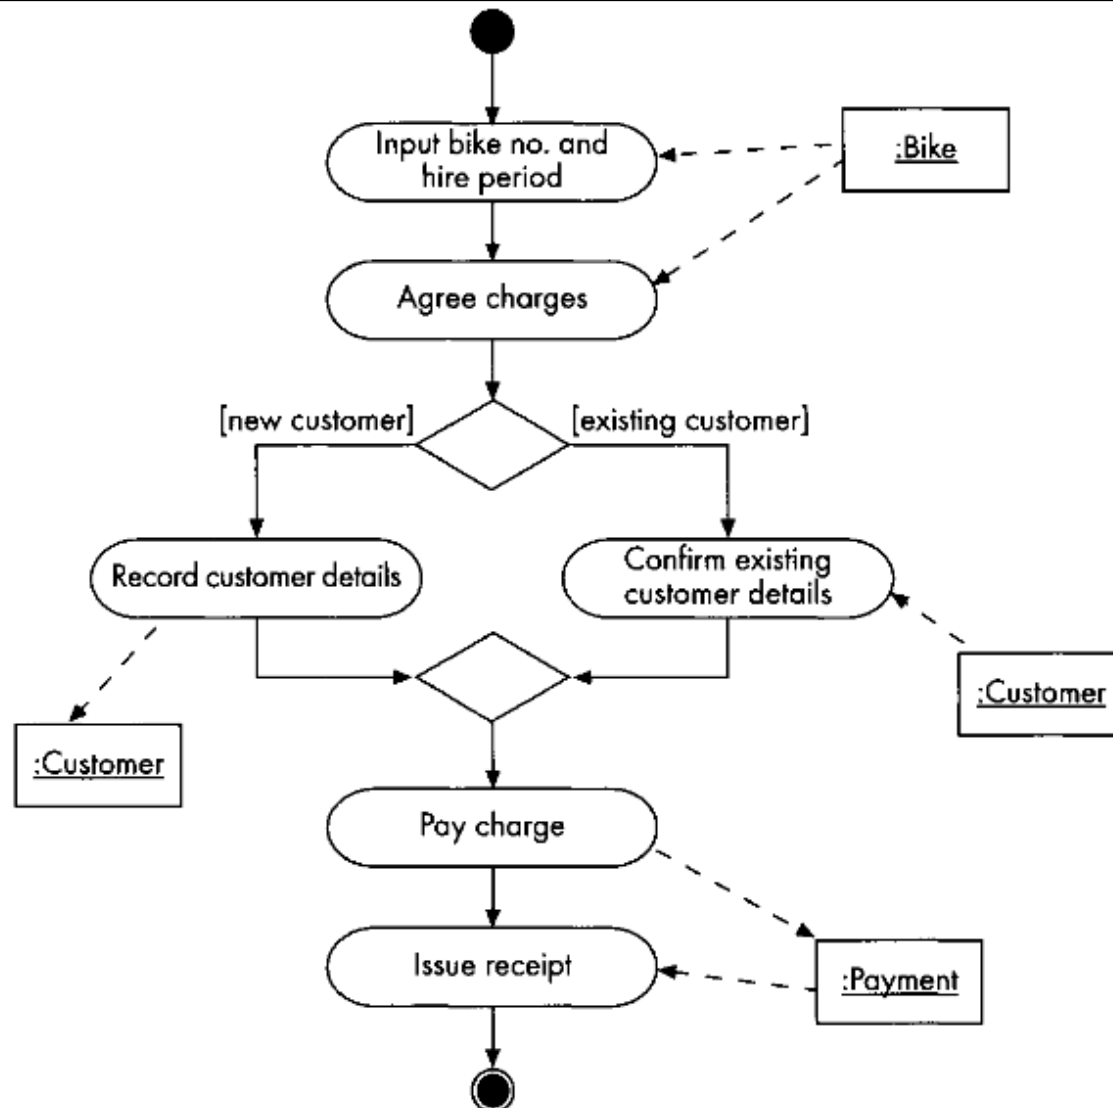 Input bike no. and
hire period
:Bike
Agree charges
[new customer]
[existing customer]
Record customer details
Confirm existing
customer details
:Customer
:Customer
Pay charge
Issue receipt
:Payment